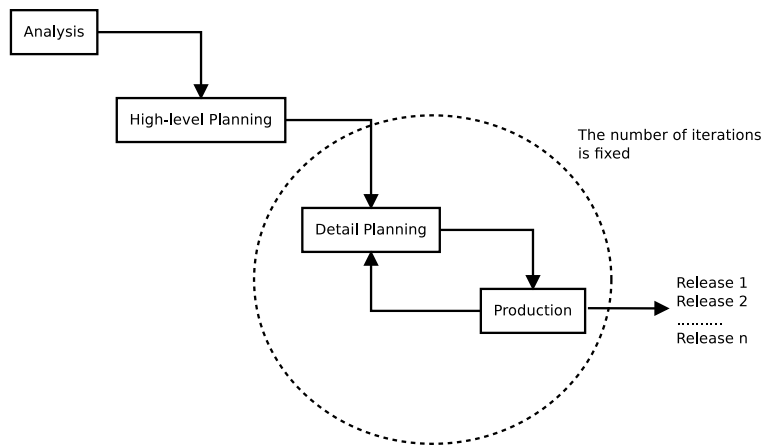 Analysis
High-level Planning
The number of iterations
is fixed
Detail Planning
Production
Release 1
Release 2
..........
Release n